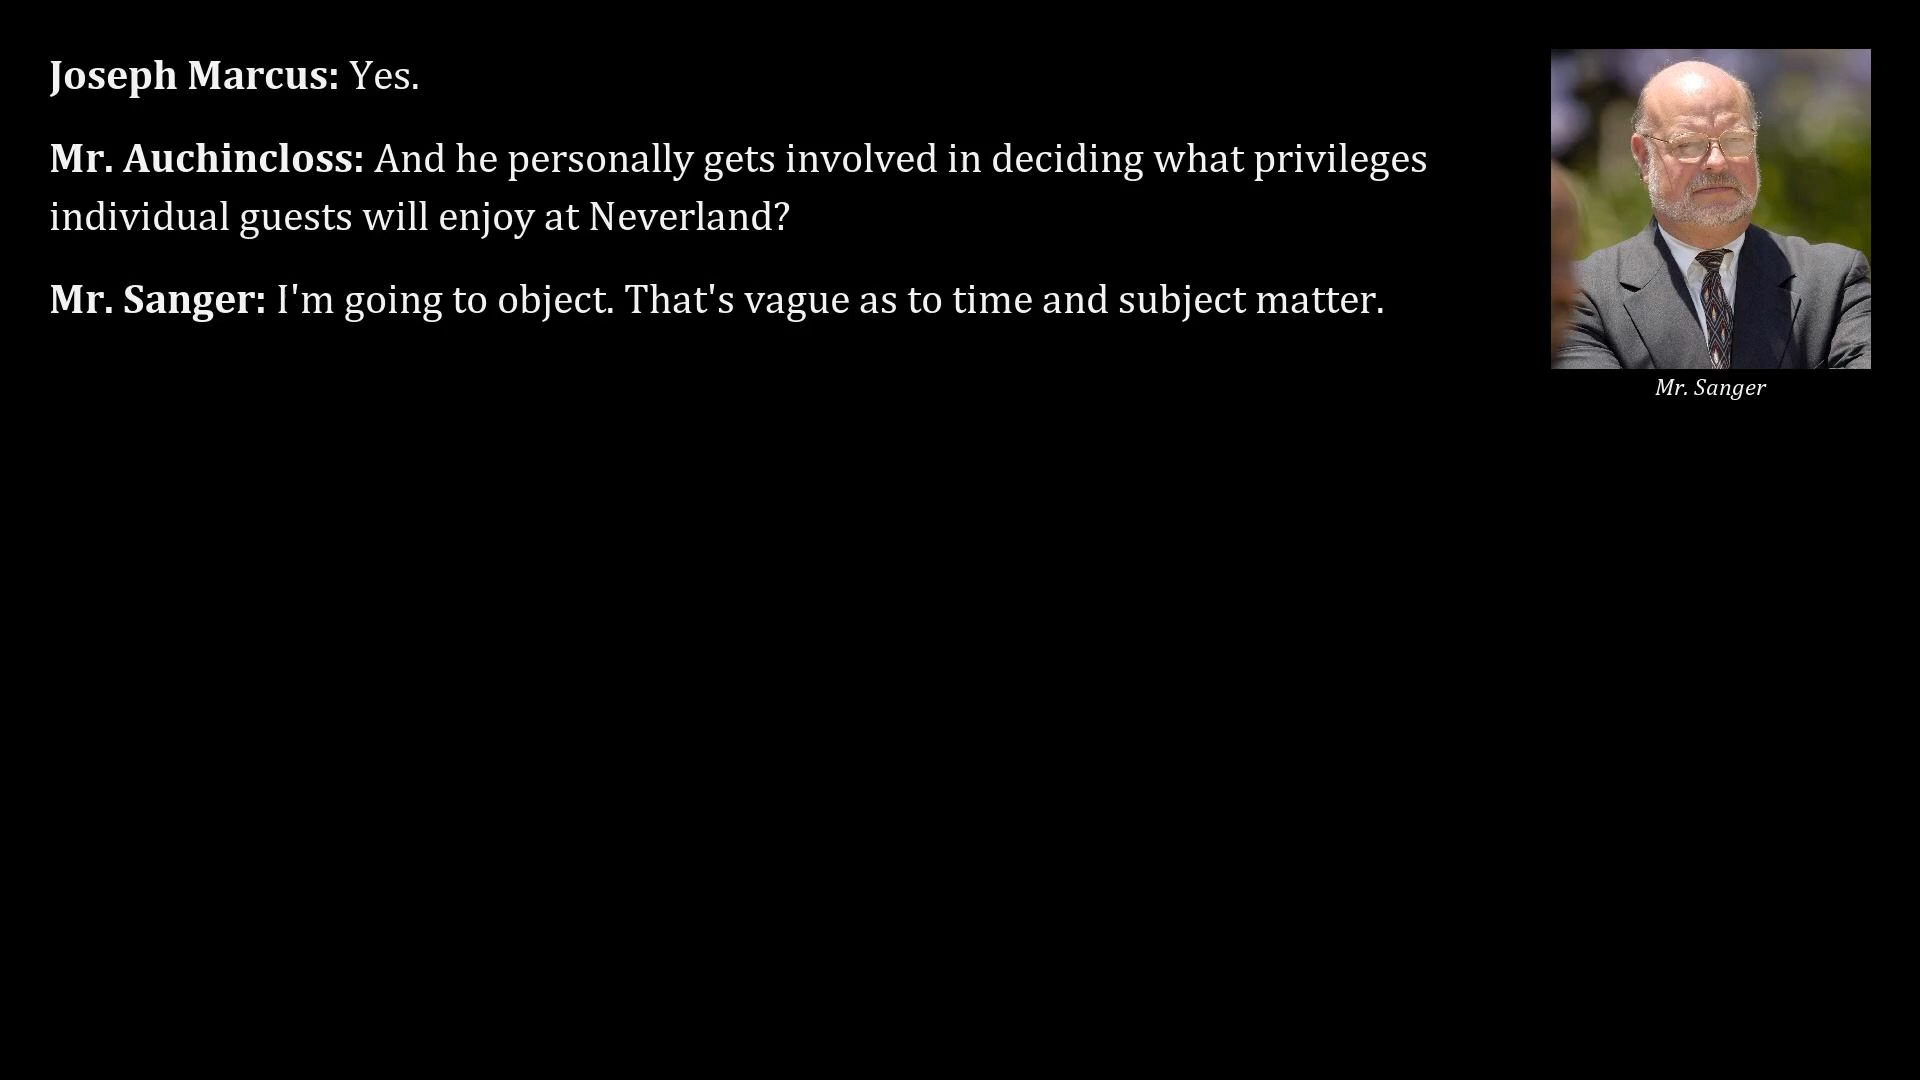 Joseph Marcus: Yes.
Mr. Auchincloss: And he personally gets involved in deciding what privileges
individual guests will enjoy at Neverland?
Mr. Sanger: I'm going to object. That's vague as to time and subject matter.
Mr. Sanger